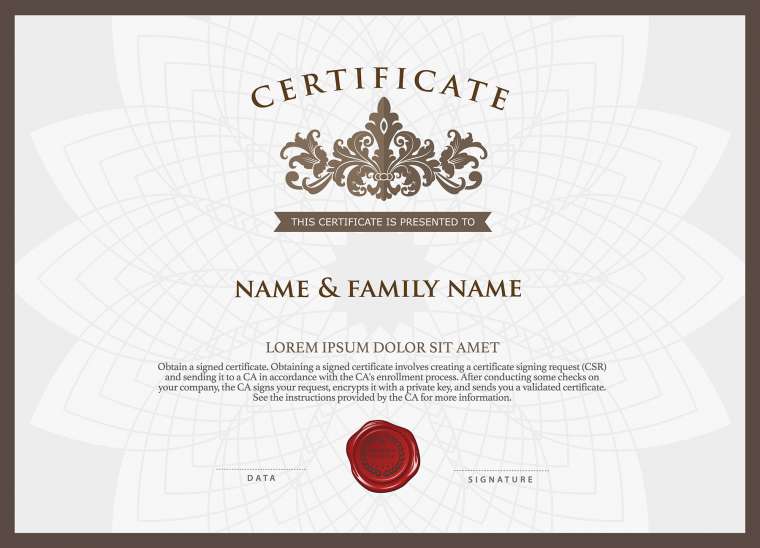 CERTIFICATE
THIS CERTIFICATE IS PRESENTED TO
NAME & FAMILY NAME
LOREM IPSUM DOLOR SIT AMET
Obtain a signed certificate. Obtaining a signed certificate involves creating a certificate signing request (CSR)
and sending it to a CA in accordance with the CA's enrollment process. After conducting some checks on
your company, the CA signs your request, encrypts it with a private key, and sends you a validated certificate.
See the instructions provided by the CA for more information.
DATA
SIGNATURE